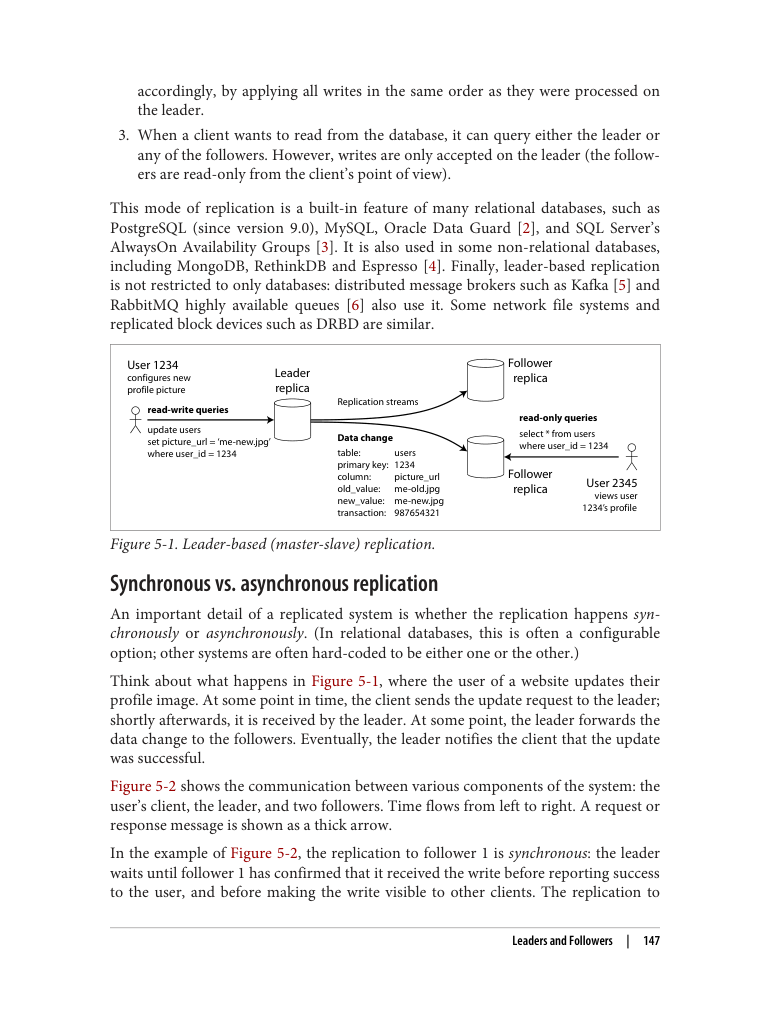 accordingly, by applying all writes in the same order as they were processed on
the leader.
3. When a client wants to read from the database, it can query either the leader or
any of the followers. However, writes are only accepted on the leader (the follow-
ers are read-only from the client’s point of view).
This mode of replication is a built-in feature of many relational databases, such as
PostgreSQL (since version 9.0), MySQL, Oracle Data Guard [2], and SQL Server’s
AlwaysOn Availability Groups [3]. It is also used in some non-relational databases,
including MongoDB, RethinkDB and Espresso [4]. Finally, leader-based replication
is not restricted to only databases: distributed message brokers such as Kafka [5] and
RabbitMQ highly available queues [6] also use it. Some network file systems and
replicated block devices such as DRBD are similar.
User 1234
configures new
profile picture
read-write queries
update users
set picture_url = ‘me-new.jpg’
where user_id = 1234
Leader
replica
Replication streams
Data change
table: users
primary key: 1234
column: picture_url
old_value: me-old.jpg
new_value: me-new.jpg
transaction: 987654321
Follower
replica
read-only queries
select * from users
where user_id = 1234
Follower
replica
User 2345
views user
1234’s profile
Figure 5-1. Leader-based (master-slave) replication.
Synchronous vs. asynchronous replication
An important detail of a replicated system is whether the replication happens syn-
chronously or asynchronously. (In relational databases, this is often a configurable
option; other systems are often hard-coded to be either one or the other.)
Think about what happens in Figure 5-1, where the user of a website updates their
profile image. At some point in time, the client sends the update request to the leader;
shortly afterwards, it is received by the leader. At some point, the leader forwards the
data change to the followers. Eventually, the leader notifies the client that the update
was successful.
Figure 5-2 shows the communication between various components of the system: the
user’s client, the leader, and two followers. Time flows from left to right. A request or
response message is shown as a thick arrow.
In the example of Figure 5-2, the replication to follower 1 is synchronous: the leader
waits until follower 1 has confirmed that it received the write before reporting success
to the user, and before making the write visible to other clients. The replication to
Leaders and Followers | 147